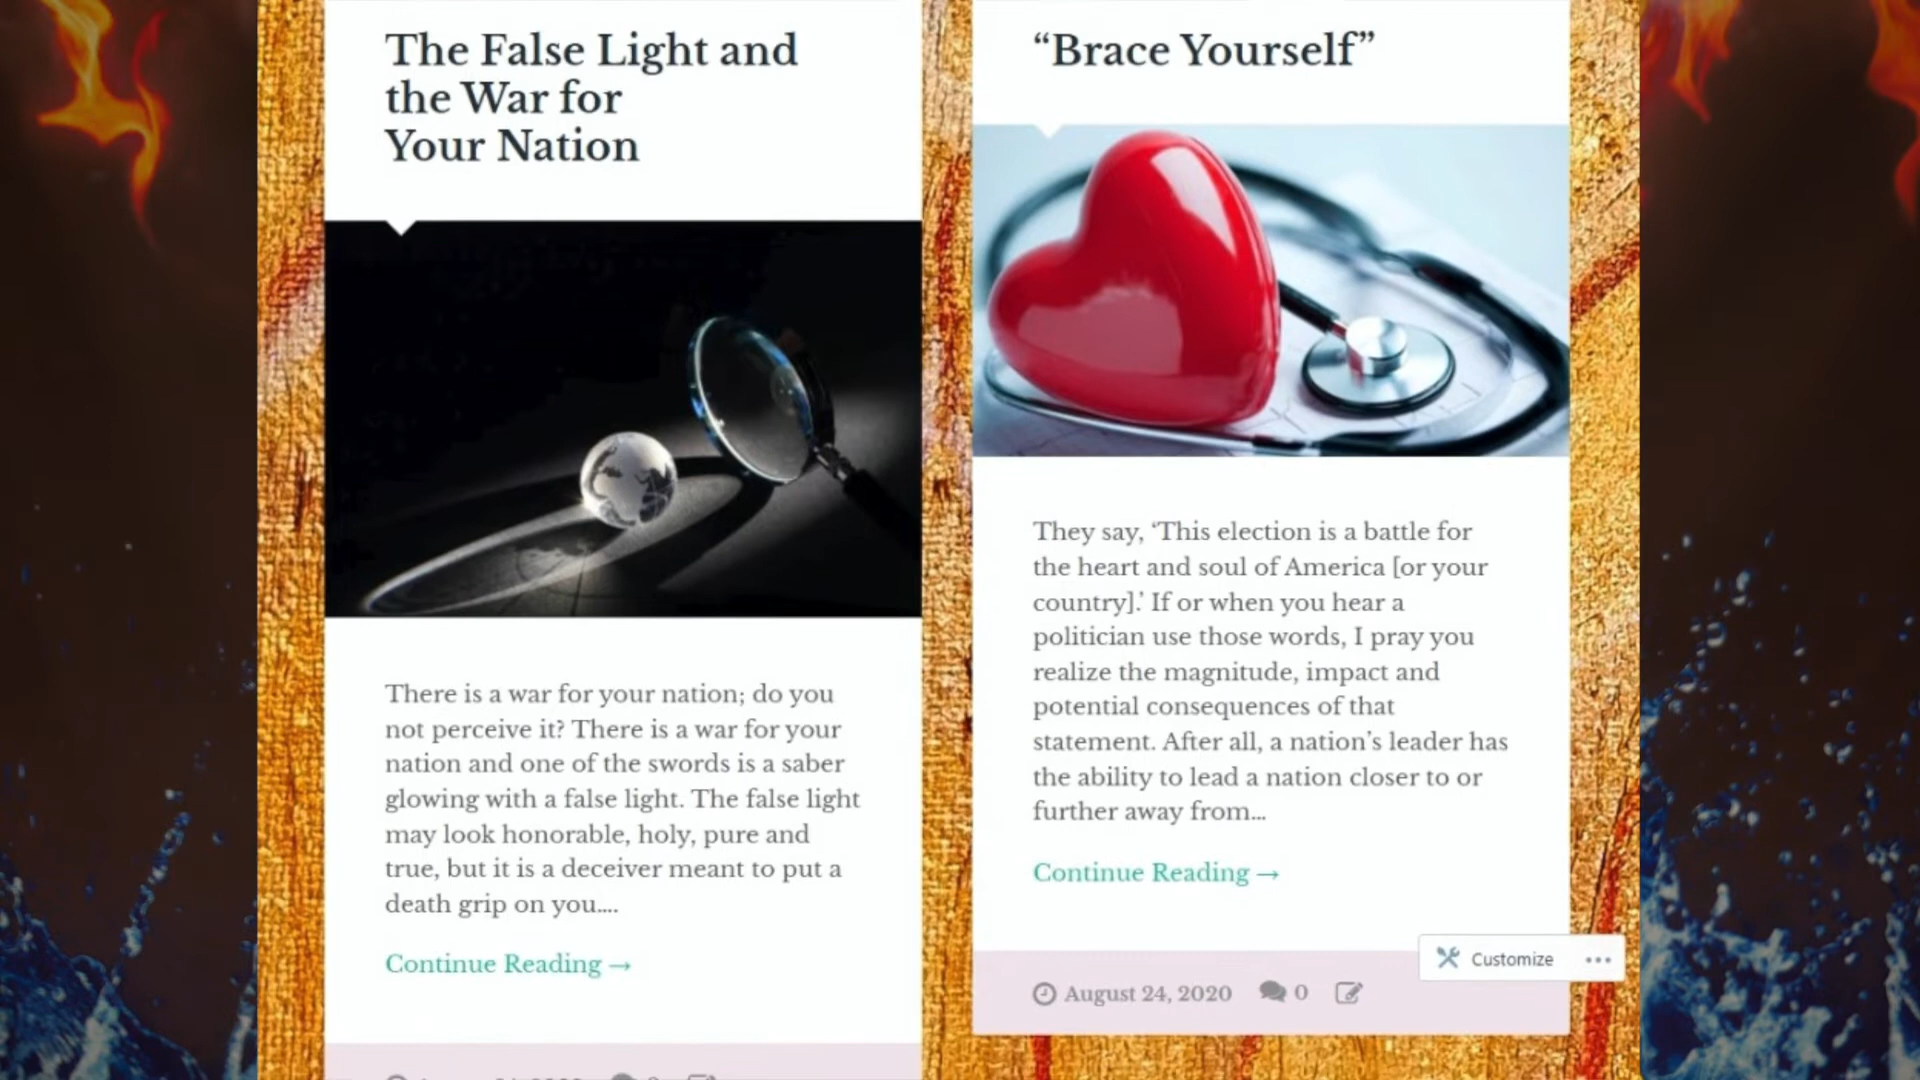 The False Light and
the War for
Your Nation
There is a war for your nation; do you
not perceive it? There is a war for your
nation and one of the swords is a saber
glowing with a false light. The false light
may look honorable, holy, pure and
true, but it is a deceiver meant to put a
death grip on you....
Continue Reading →
“Brace Yourself”
They say, ‘This election is a battle for
the heart and soul of America [or your
country].’ If or when you hear a
politician use those words, I pray you
realize the magnitude, impact and
potential consequences of that
statement. After all, a nation’s leader has
the ability to lead a nation closer to or
further away from...
Continue Reading →
August 24, 2020 0
Customize